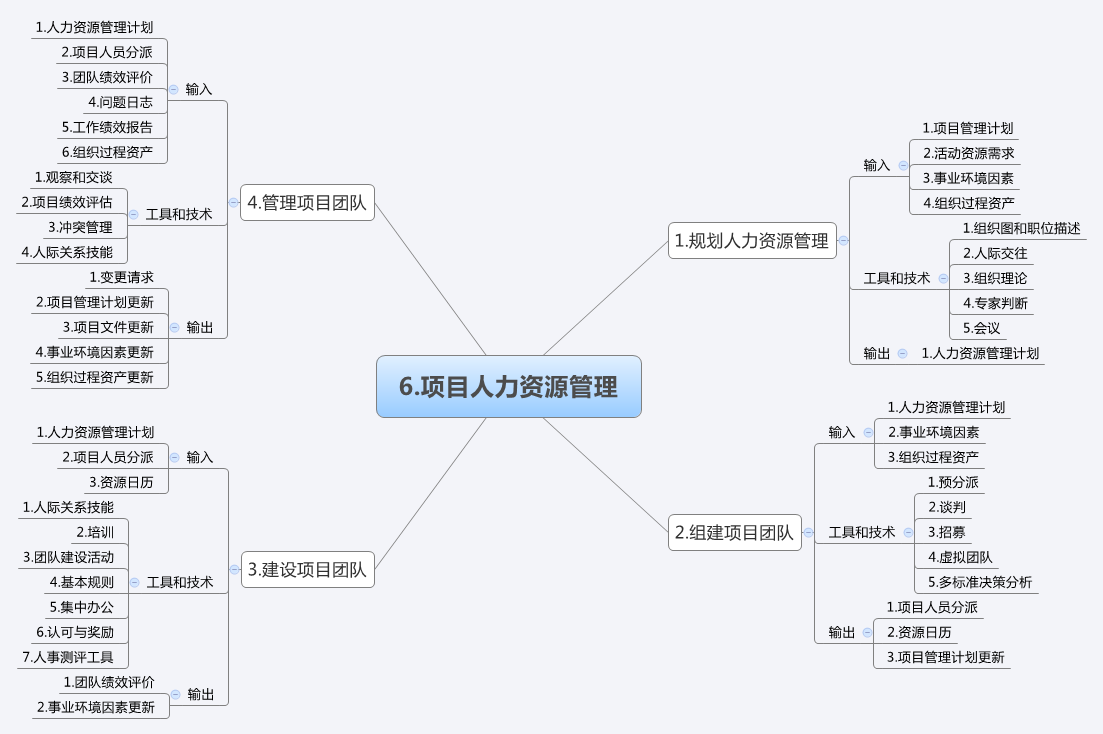 6.项目人力资源管理
1.规划人力资源管理
输入
1.项目管理计划
2.活动资源需求
3.事业环境因素
4.组织过程资产
工具和技术
1.组织图和职位描述
2.人际交往
3.组织理论
4.专家判断
5.会议
输出
1.人力资源管理计划
2.组建项目团队
输入
1.人力资源管理计划
2.事业环境因素
3.组织过程资产
工具和技术
1.预分派
2.谈判
3.招募
4.虚拟团队
5.多标准决策分析
输出
1.项目人员分派
2.资源日历
3.项目管理计划更新
3.建设项目团队
输入
1.人力资源管理计划
2.项目人员分派
3.资源日历
工具和技术
1.人际关系技能
2.培训
3.团队建设活动
4.基本规则
5.集中办公
6.认可与奖励
7.人事测评工具
输出
1.团队绩效评价
2.事业环境因素更新
4.管理项目团队
输入
1.人力资源管理计划
2.项目人员分派
3.团队绩效评价
4.问题日志
5.工作绩效报告
6.组织过程资产
工具和技术
1.观察和交谈
2.项目绩效评估
3.冲突管理
4.人际关系技能
输出
1.变更请求
2.项目管理计划更新
3.项目文件更新
4.事业环境因素更新
5.组织过程资产更新